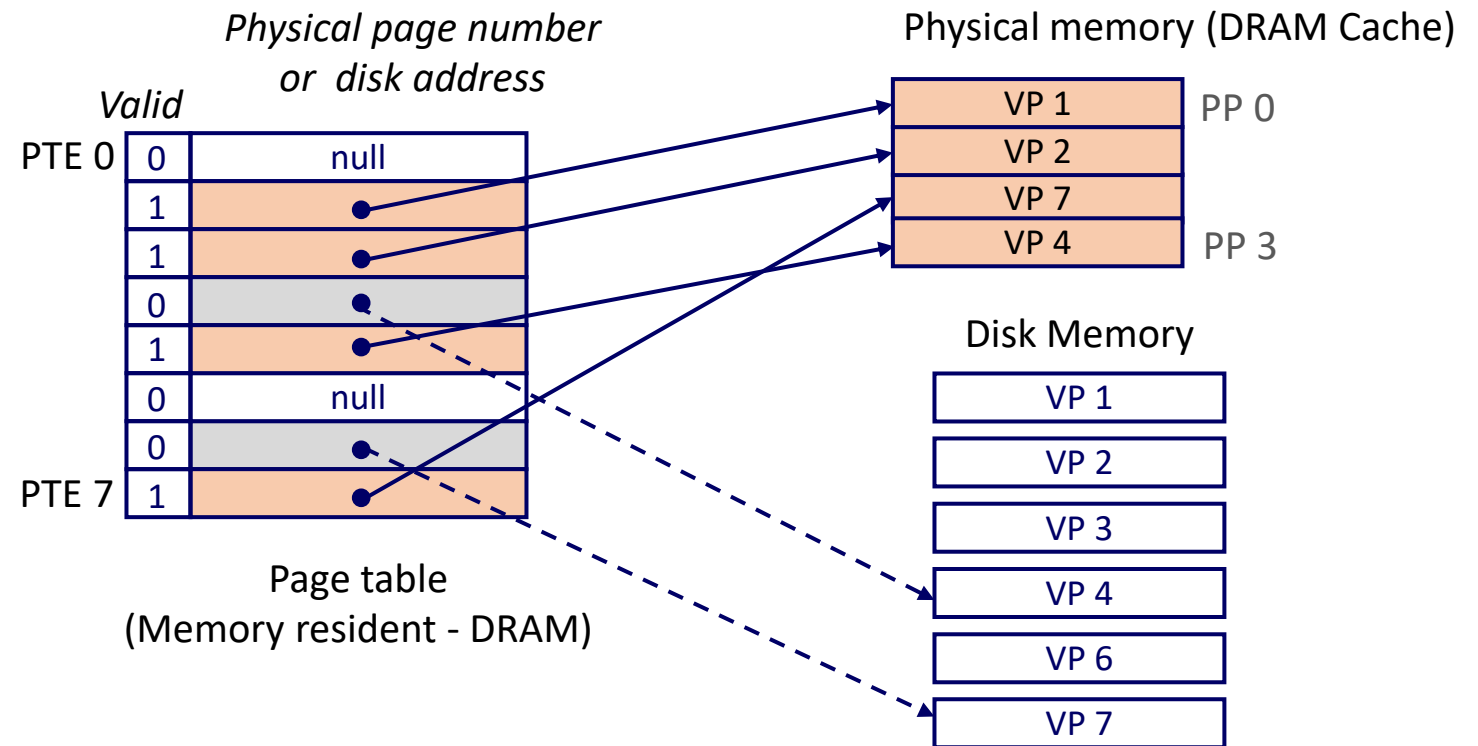 Physical page number
or disk address
Valid
PTE 0
0
null
1
1
0
1
0
null
0
PTE 7
1
Page table
(Memory resident - DRAM)
Physical memory (DRAM Cache)
VP 1
PP 0
VP 2
VP 7
VP 4
PP 3
Disk Memory
VP 1
VP 2
VP 3
VP 4
VP 6
VP 7